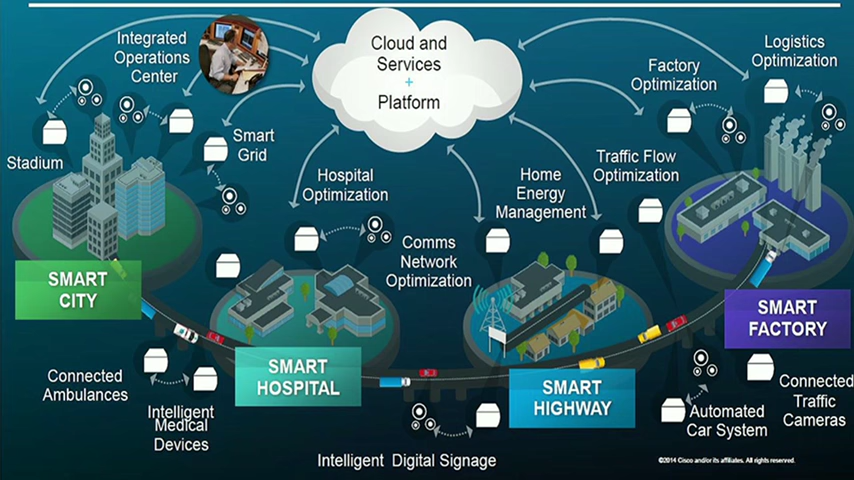 Integrated
Operations
Center
Cloud and
Services
+
Platform
Logistics
Optimization
Factory
Optimization
Stadium
Smart
Grid
Hospital
Optimization
Home
Energy
Management
Traffic Flow
Optimization
Comms
Network
Optimization
SMART
CITY
SMART
HOSPITAL
SMART
HIGHWAY
SMART
FACTORY
Connected
Ambulances
Intelligent
Medical
Devices
Intelligent Digital Signage
Automated
Car System
Connected
Traffic
Cameras
©2014 Cisco and/or its affiliates. All rights reserved.